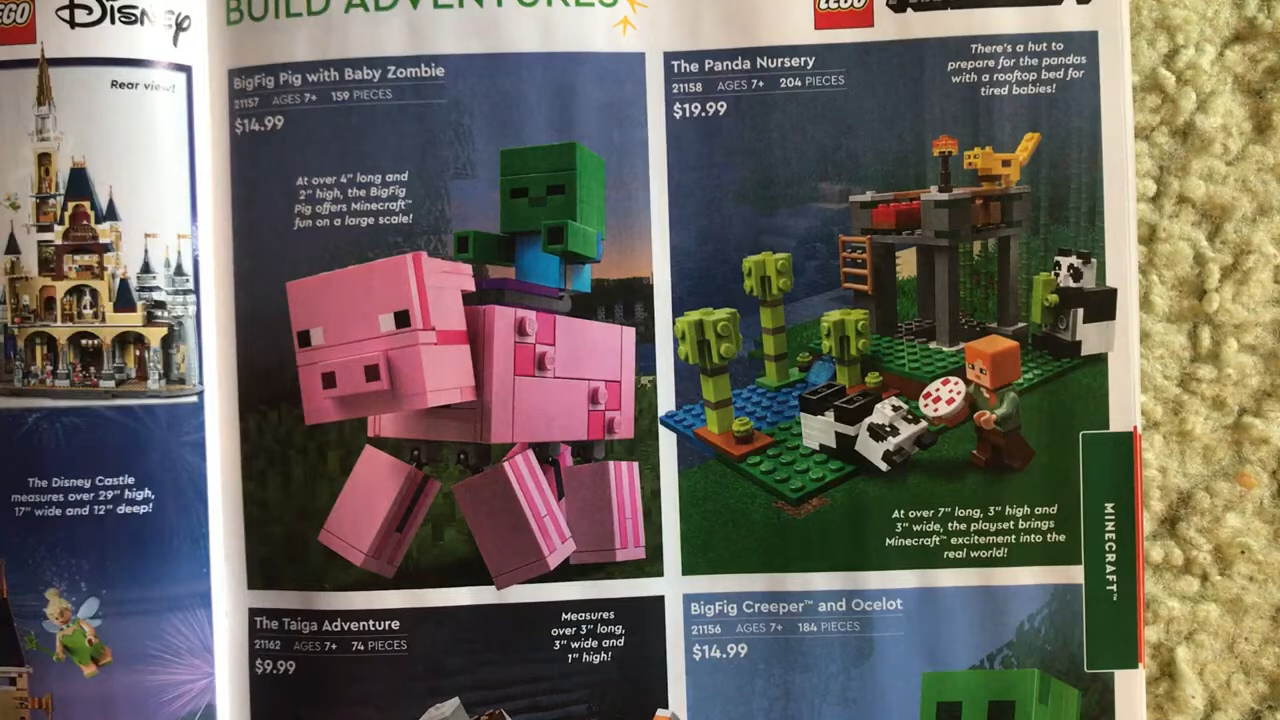 LEGO
Disney
Rear view!
The Disney Castle
measures over 29" high,
17" wide and 12" deep!
BUILD ADVENTURES
LEGO
BigFig Pig with Baby Zombie
21157 AGES 7+ 159 PIECES
$14.99
At over 4" long and
2" high, the BigFig
Pig offers Minecraft™
fun on a large scale!
The Panda Nursery
21158 AGES 7+ 204 PIECES
$19.99
There's a hut to
prepare for the pandas
with a rooftop bed for
tired babies!
At over 7" long, 3" high and
3" wide, the playset brings
Minecraft™ excitement into the
real world!
The Taiga Adventure
21162 AGES 7+ 74 PIECES
$9.99
Measures
over 3" long,
3" wide and
1" high!
BigFig Creeper™ and Ocelot
21156 AGES 7+ 184 PIECES
$14.99
MINECRAFT™